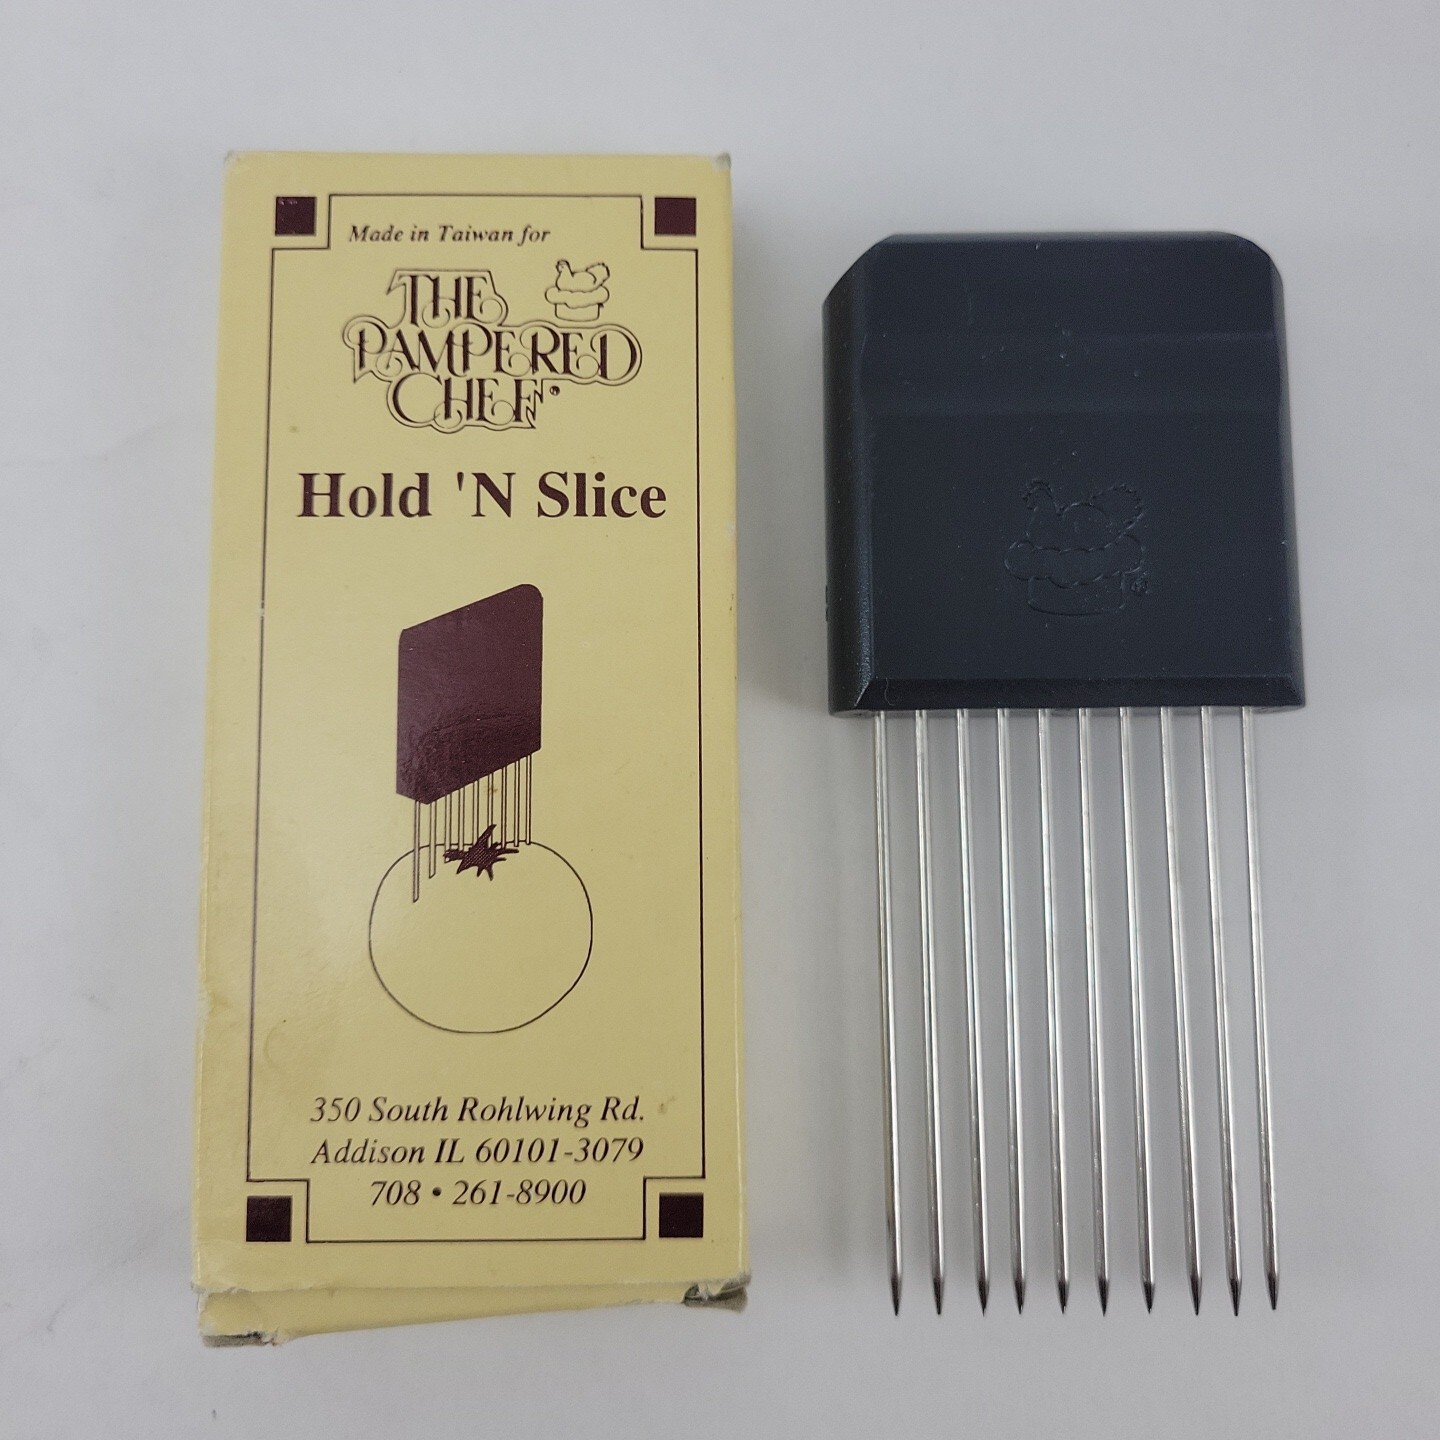 Made in Taiwan for
THE
PAMPERED
CHEF®
Hold 'N Slice
350 South Rohlwing Rd.
Addison IL 60101-3079
708 • 261-8900
®